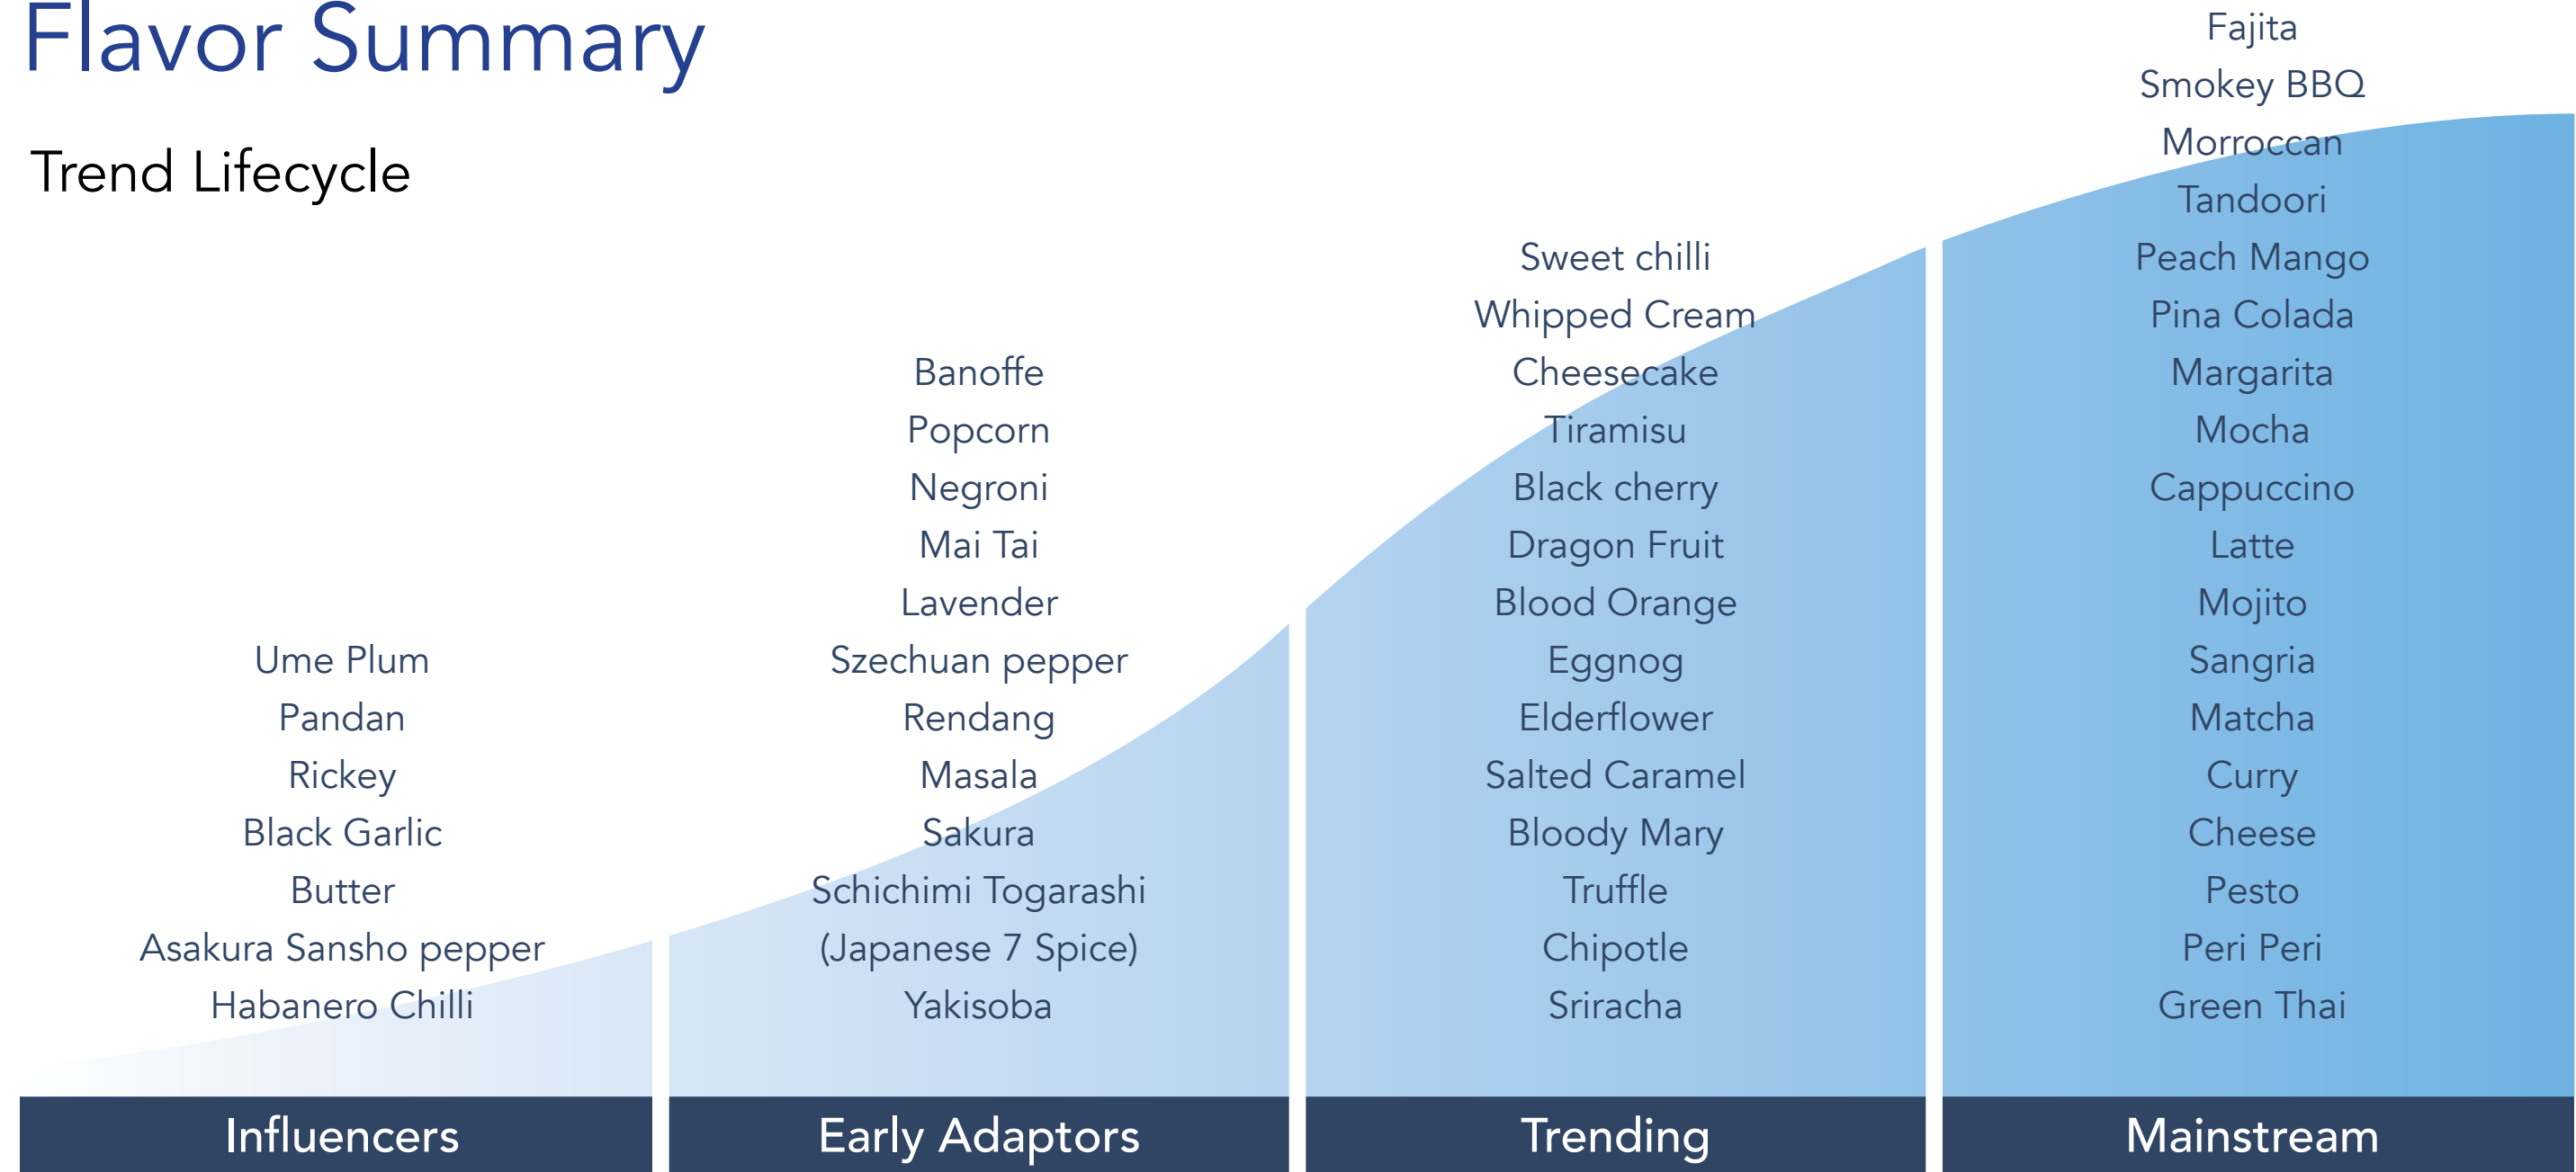 Flavor Summary
Trend Lifecycle
Ume Plum
Pandan
Rickey
Black Garlic
Butter
Asakura Sansho pepper
Habanero Chilli
Influencers
Banoffe
Popcorn
Negroni
Mai Tai
Lavender
Szechuan pepper
Rendang
Masala
Sakura
Schichimi Togarashi
(Japanese 7 Spice)
Yakisoba
Early Adaptors
Sweet chilli
Whipped Cream
Cheesecake
Tiramisu
Black cherry
Dragon Fruit
Blood Orange
Eggnog
Elderflower
Salted Caramel
Bloody Mary
Truffle
Chipotle
Sriracha
Trending
Fajita
Smokey BBQ
Morroccan
Tandoori
Peach Mango
Pina Colada
Margarita
Mocha
Cappuccino
Latte
Mojito
Sangria
Matcha
Curry
Cheese
Pesto
Peri Peri
Green Thai
Mainstream